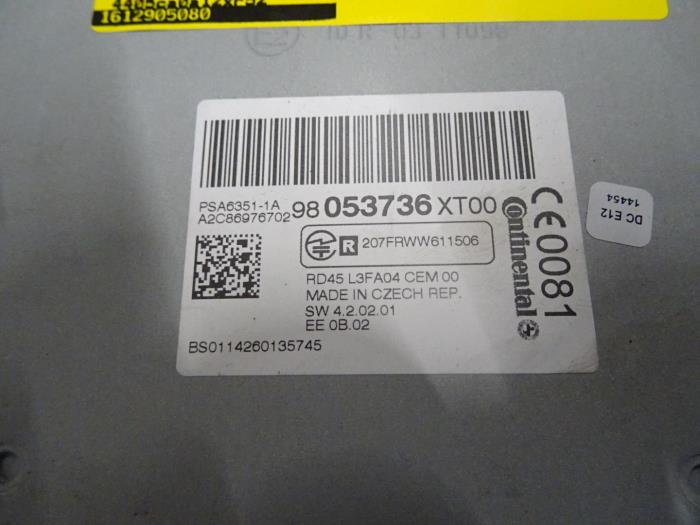 I612905080
PSA6351-1A
A2C86976702
98 053736 XT00
R 207FRWW611506
RD45 L3FA04 CEM 00
MADE IN CZECH REP.
SW 4.2.02.01
EE 0B.02
BS0114260135745
Continental
CE0081
DC E12
14454